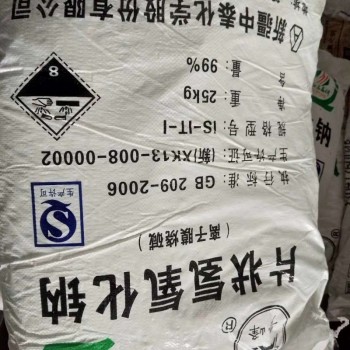 片状氢氧化钠
（离子膜烧碱）
执行标准：GB 209-2006
生产许可证：(新)XK13-008-00002
规格型号：IS-IT-I
净 重：25kg
含 量：99%
新疆中泰化学股份有限公司
生产许可
8
钠